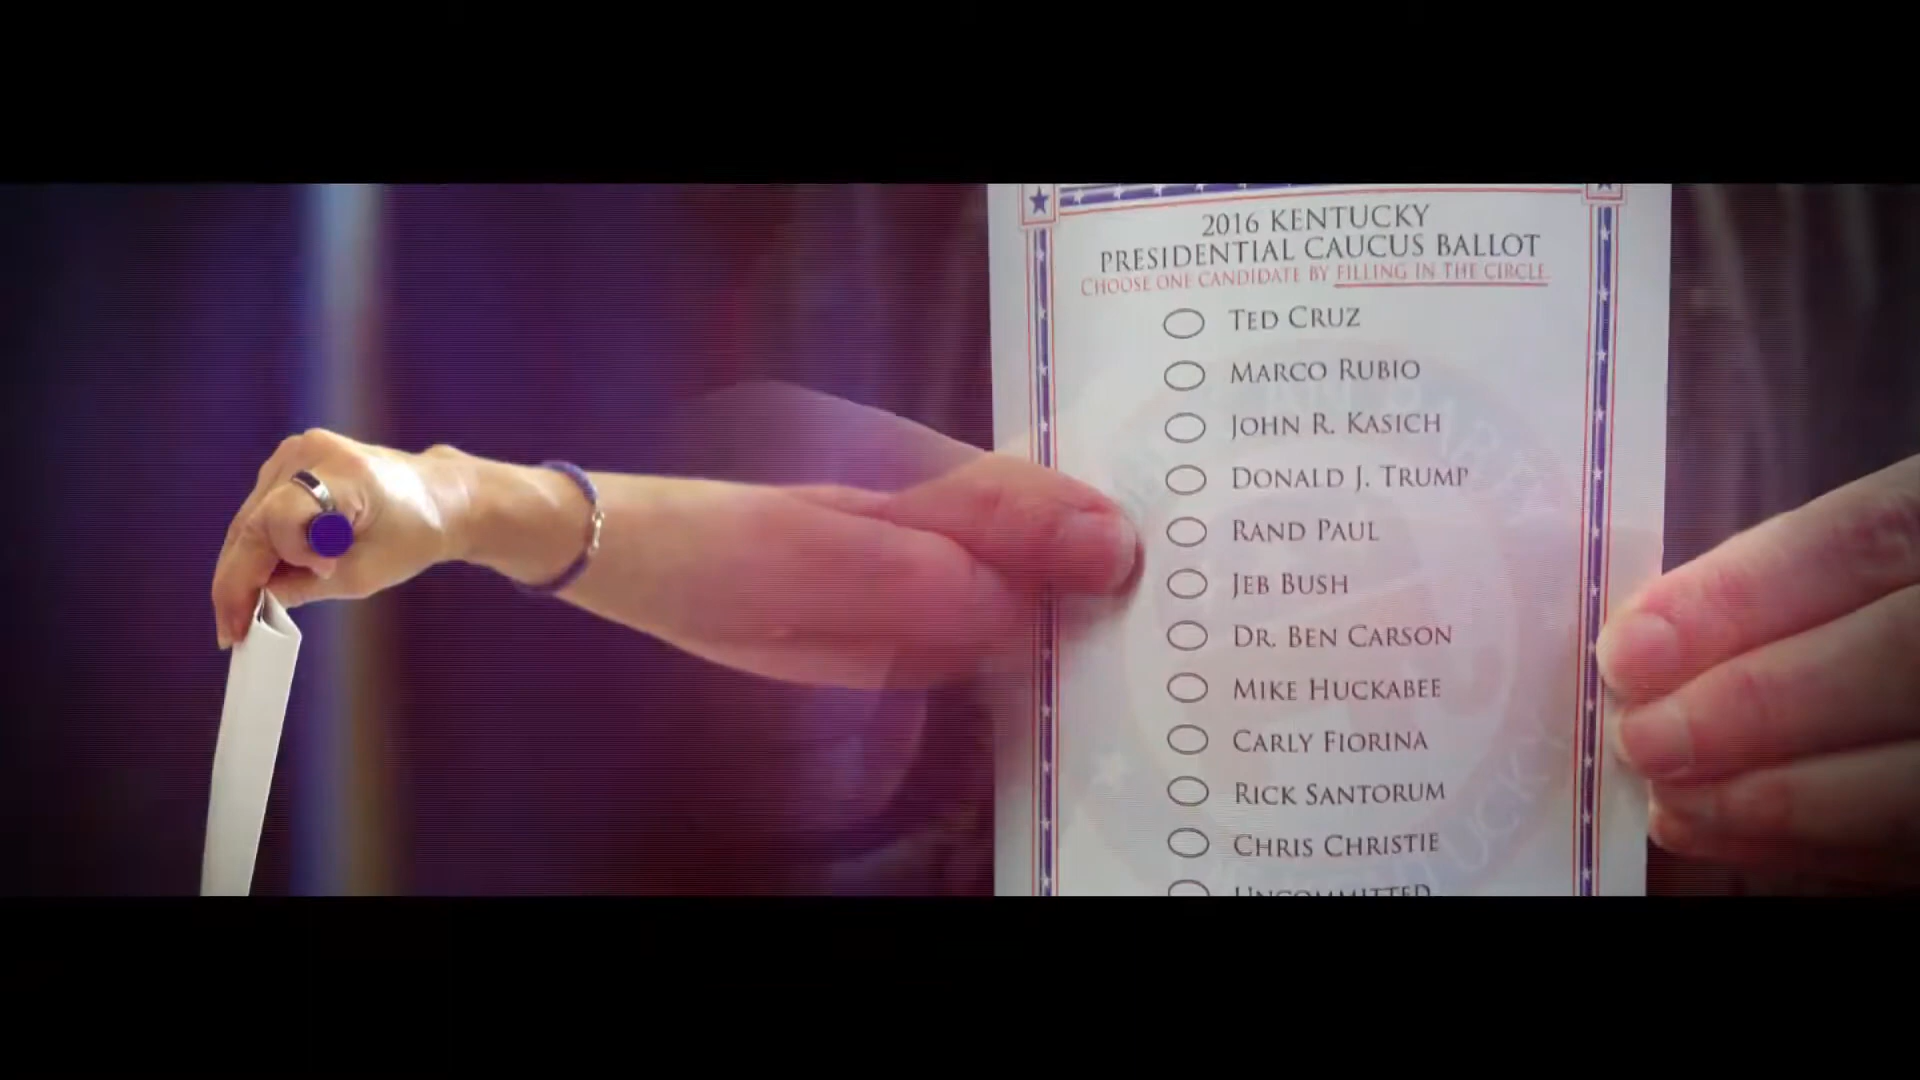 2016 KENTUCKY
PRESIDENTIAL CAUCUS BALLOT
CHOOSE ONE CANDIDATE BY FILLING IN THE CIRCLE.
TED CRUZ
MARCO RUBIO
JOHN R. KASICH
DONALD J. TRUMP
RAND PAUL
JEB BUSH
DR. BEN CARSON
MIKE HUCKABEE
CARLY FIORINA
RICK SANTORUM
CHRIS CHRISTIE
UNCOMMITTED